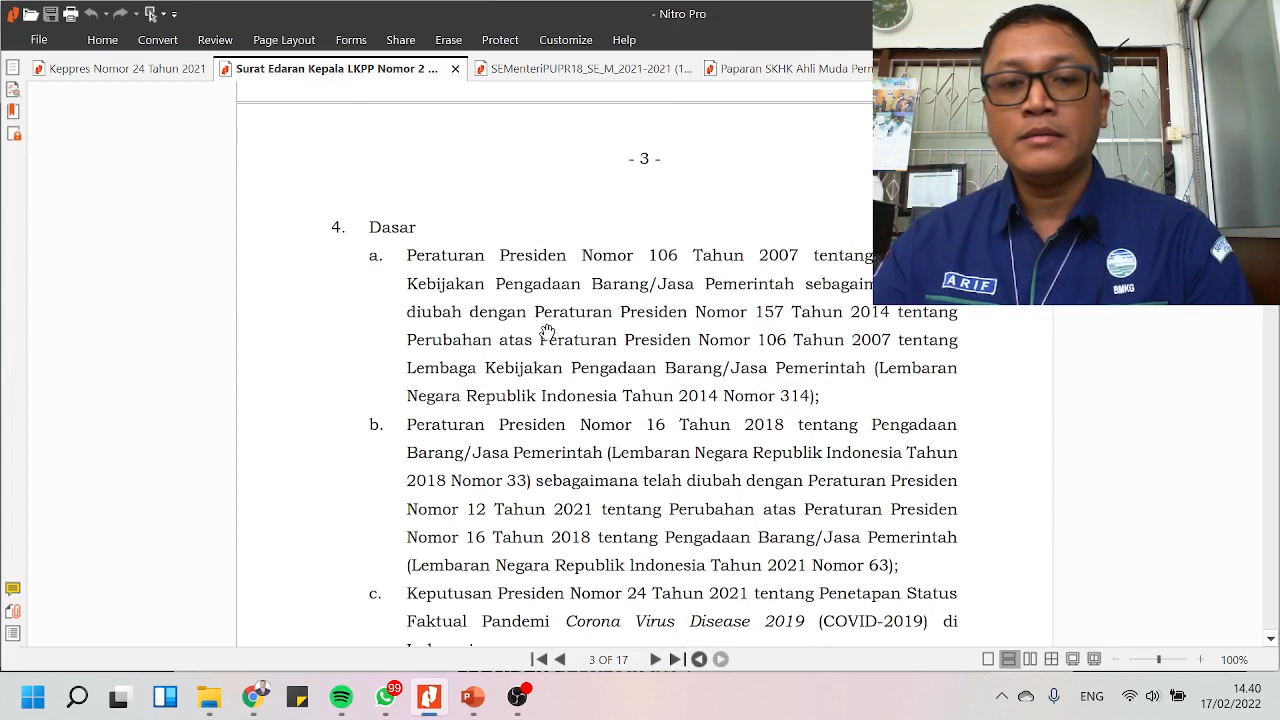 - Nitro Pro
File Home Convert Review Page Layout Forms Share Erase Protect Customize Help
Keppres Nomor 24 Tahun 2021 Surat Edaran Kepala LKPP Nomor 2 ... SEMenteriPUPR18_SE_M_2021-2021 (1... Paparan SKHK Ahli Muda Perm
- 3 -
4. Dasar
a. Peraturan Presiden Nomor 106 Tahun 2007 tentang
Kebijakan Pengadaan Barang/Jasa Pemerintah sebagaim
diubah dengan Peraturan Presiden Nomor 157 Tahun 2014 tentang
Perubahan atas Peraturan Presiden Nomor 106 Tahun 2007 tentang
Lembaga Kebijakan Pengadaan Barang/Jasa Pemerintah (Lembaran
Negara Republik Indonesia Tahun 2014 Nomor 314);
b. Peraturan Presiden Nomor 16 Tahun 2018 tentang Pengadaan
Barang/Jasa Pemerintah (Lembaran Negara Republik Indonesia Tahun
2018 Nomor 33) sebagaimana telah diubah dengan Peraturan Presiden
Nomor 12 Tahun 2021 tentang Perubahan atas Peraturan Presiden
Nomor 16 Tahun 2018 tentang Pengadaan Barang/Jasa Pemerintah
(Lembaran Negara Republik Indonesia Tahun 2021 Nomor 63);
c. Keputusan Presiden Nomor 24 Tahun 2021 tentang Penetapan Status
Faktual Pandemi Corona Virus Disease 2019 (COVID-2019) di
ARIF
BMKG
3 OF 17
100%
99
ENG
14.40
17/02/2022